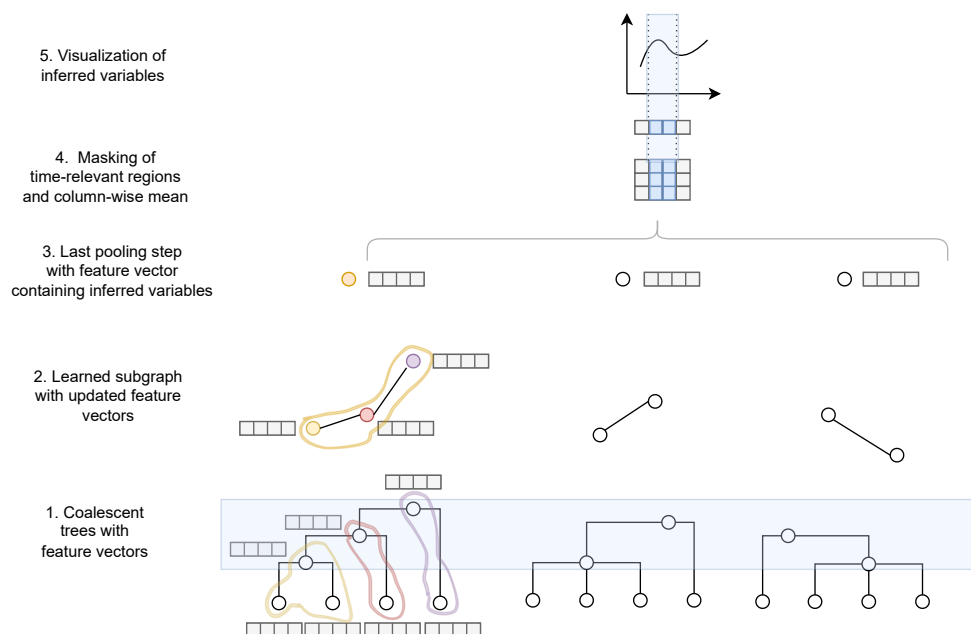 5. Visualization of
inferred variables
4. Masking of
time-relevant regions
and column-wise mean
3. Last pooling step
with feature vector
containing inferred variables
2. Learned subgraph
with updated feature
vectors
1. Coalescent
trees with
feature vectors